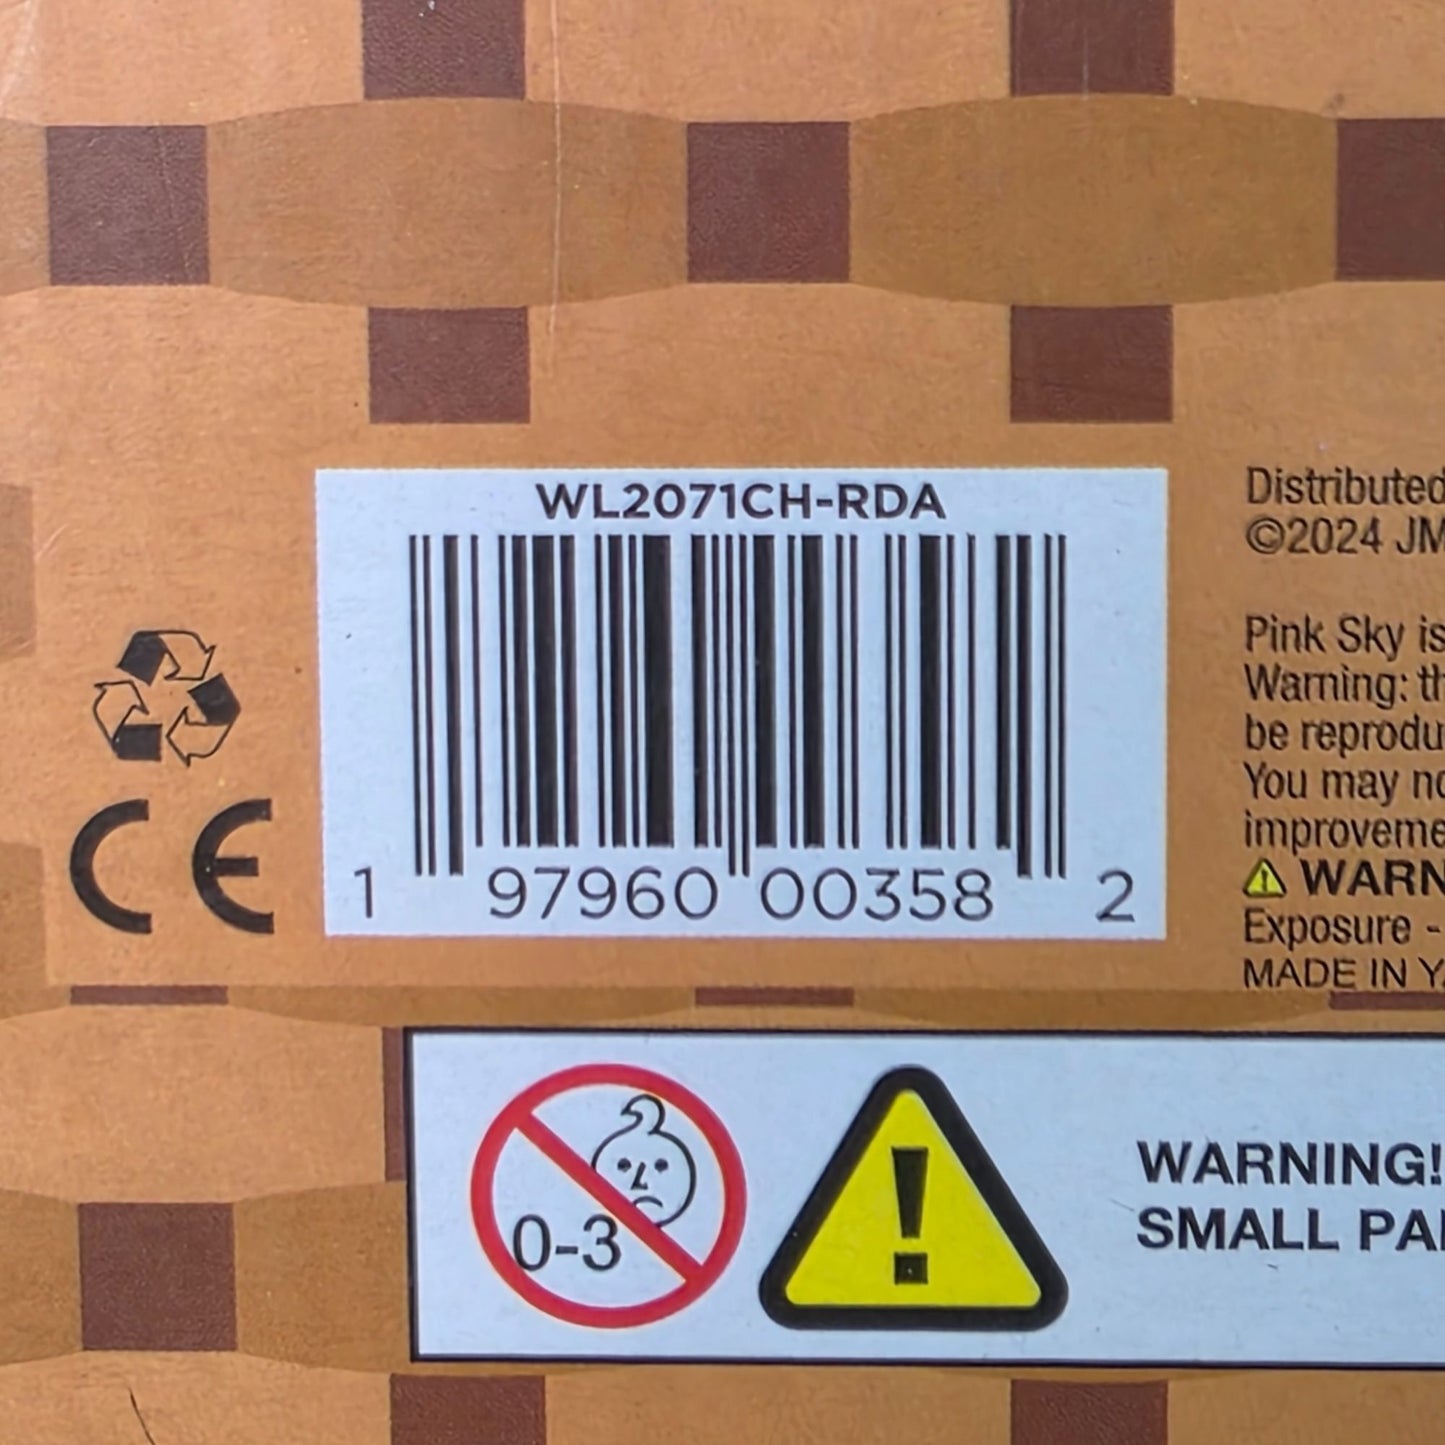 WL2071CH-RDA
1 97960 00358 2
CE
Distributed
©2024 JM
Pink Sky is
Warning: th
be reprodu
You may no
improveme
WARN
Exposure -
MADE IN Y
0-3
WARNING!
SMALL PA